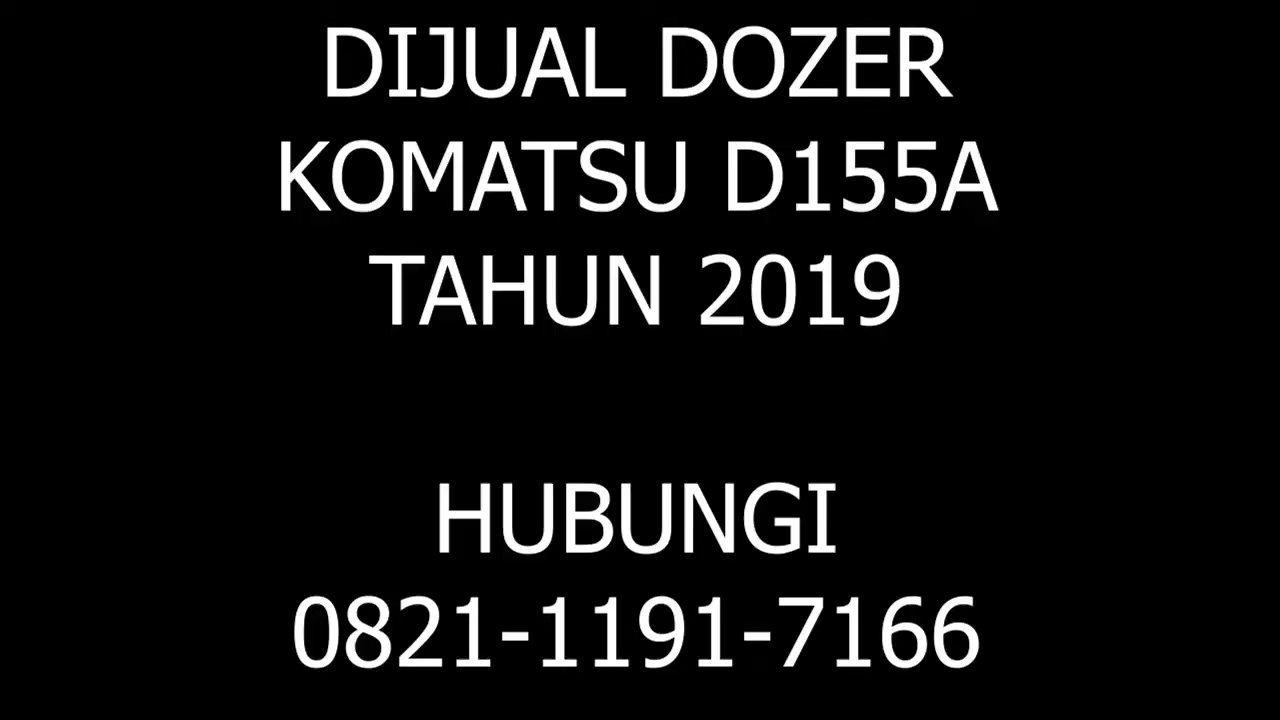 DIJUAL DOZER
KOMATSU D155A
TAHUN 2019
HUBUNGI
0821-1191-7166